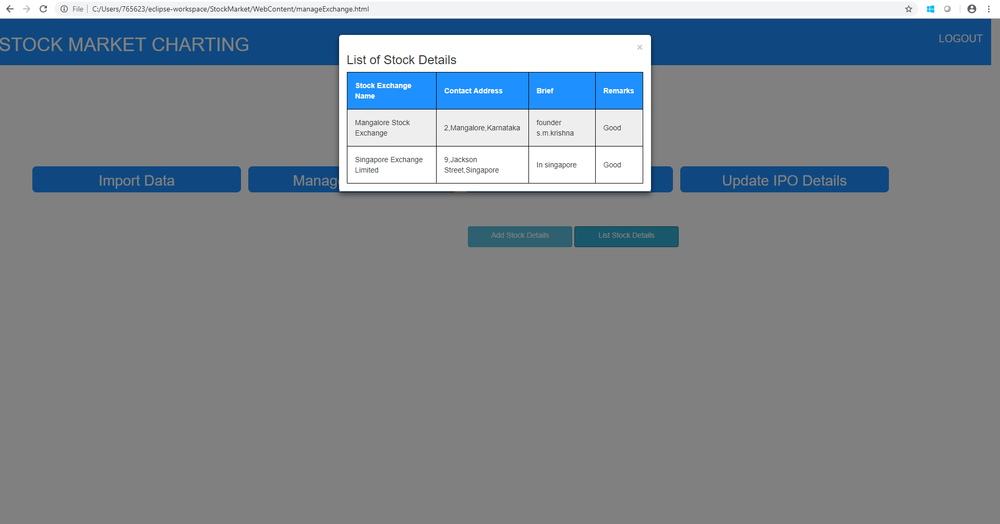 File
C:/Users/765623/eclipse-workspace/StockMarket/WebContent/manageExchange.html
STOCK MARKET CHARTING
LOGOUT
×
List of Stock Details
Stock Exchange
Name
Contact Address
Brief
Remarks
Mangalore Stock
Exchange
2,Mangalore,Karnataka
founder
s.m.krishna
Good
Singapore Exchange
Limited
9,Jackson
Street,Singapore
In singapore
Good
Import Data
Update IPO Details
Add Stock Details
List Stock Details